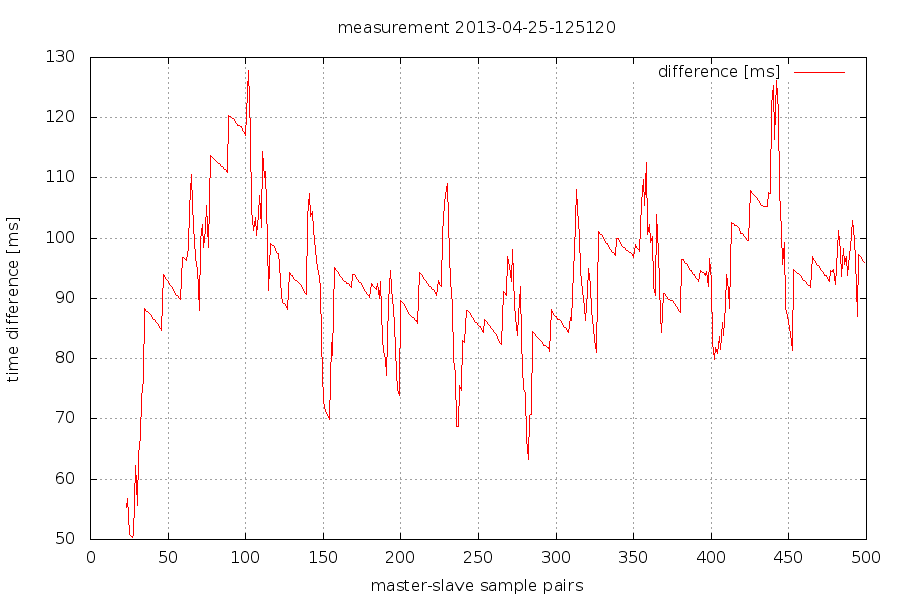 measurement 2013-04-25-125120
difference [ms]
time difference [ms]
130
120
110
100
90
80
70
60
50
0 50 100 150 200 250 300 350 400 450 500
master-slave sample pairs